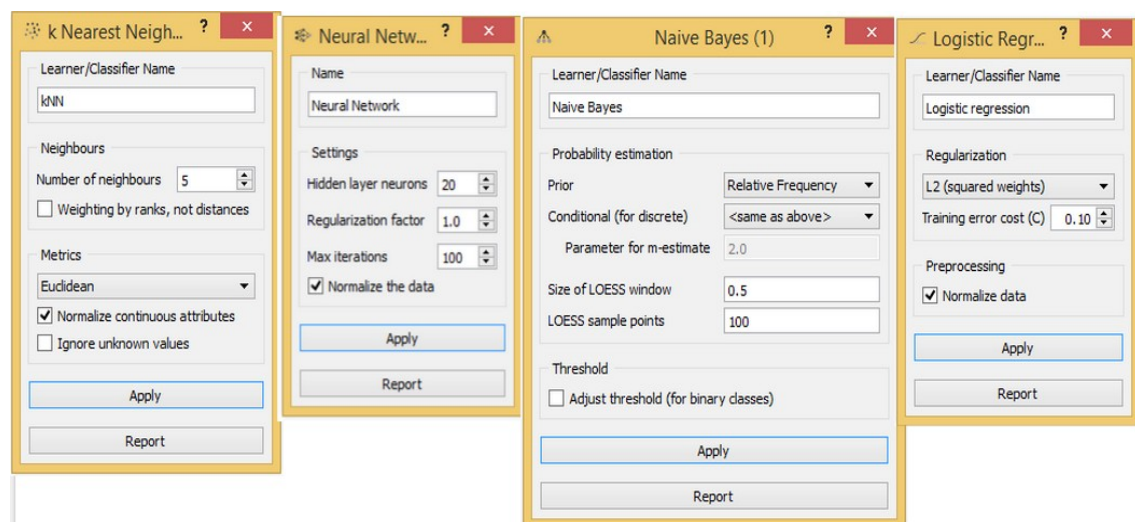 k Nearest Neigh... ? ×
Learner/Classifier Name
kNN
Neighbours
Number of neighbours 5
Weighting by ranks, not distances
Metrics
Euclidean
Normalize continuous attributes
Ignore unknown values
Apply
Report
Neural Netw... ? ×
Name
Neural Network
Settings
Hidden layer neurons 20
Regularization factor 1.0
Max iterations 100
Normalize the data
Apply
Report
Naive Bayes (1) ? ×
Learner/Classifier Name
Naive Bayes
Probability estimation
Prior Relative Frequency
Conditional (for discrete) <same as above>
Parameter for m-estimate 2.0
Size of LOESS window 0.5
LOESS sample points 100
Threshold
Adjust threshold (for binary classes)
Apply
Report
Logistic Regr... ? ×
Learner/Classifier Name
Logistic regression
Regularization
L2 (squared weights)
Training error cost (C) 0.10
Preprocessing
Normalize data
Apply
Report